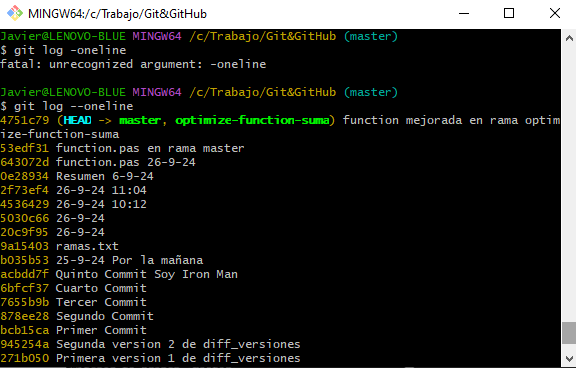 MINGW64:/c/Trabajo/Git&GitHub
Javier@LENOVO-BLUE MINGW64 /c/Trabajo/Git&GitHub (master)
$ git log -oneline
fatal: unrecognized argument: -oneline
Javier@LENOVO-BLUE MINGW64 /c/Trabajo/Git&GitHub (master)
$ git log --oneline
4751c79 (HEAD -> master, optimize-function-suma) function mejorada en rama optim
ize-function-suma
53edf31 function.pas en rama master
643072d function.pas 26-9-24
0e28934 Resumen 6-9-24
2f73ef4 26-9-24 11:04
4536429 26-9-24 10:12
5030c66 26-9-24
20c9f95 26-9-24
9a15403 ramas.txt
b035b53 25-9-24 Por la mañana
acbdd7f Quinto Commit Soy Iron Man
6bfcf37 Cuarto Commit
7655b9b Tercer Commit
878ee28 Segundo Commit
bcb15ca Primer Commit
945254a Segunda version 2 de diff_versiones
271b050 Primera version 1 de diff_versiones